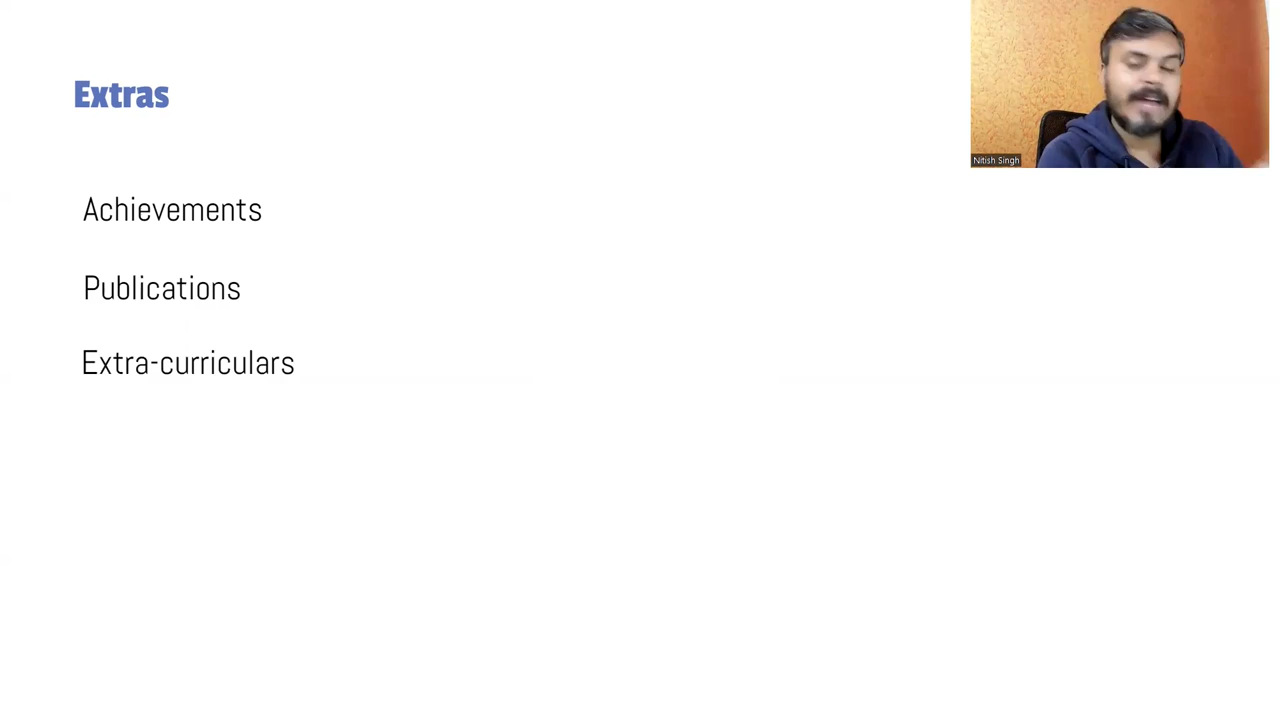 Extras
Nitish Singh
Achievements
Publications
Extra-curriculars